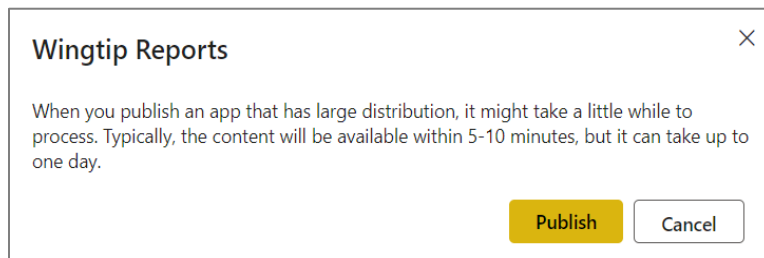 Wingtip Reports
When you publish an app that has large distribution, it might take a little while to
process. Typically, the content will be available within 5-10 minutes, but it can take up to
one day.
Publish
Cancel